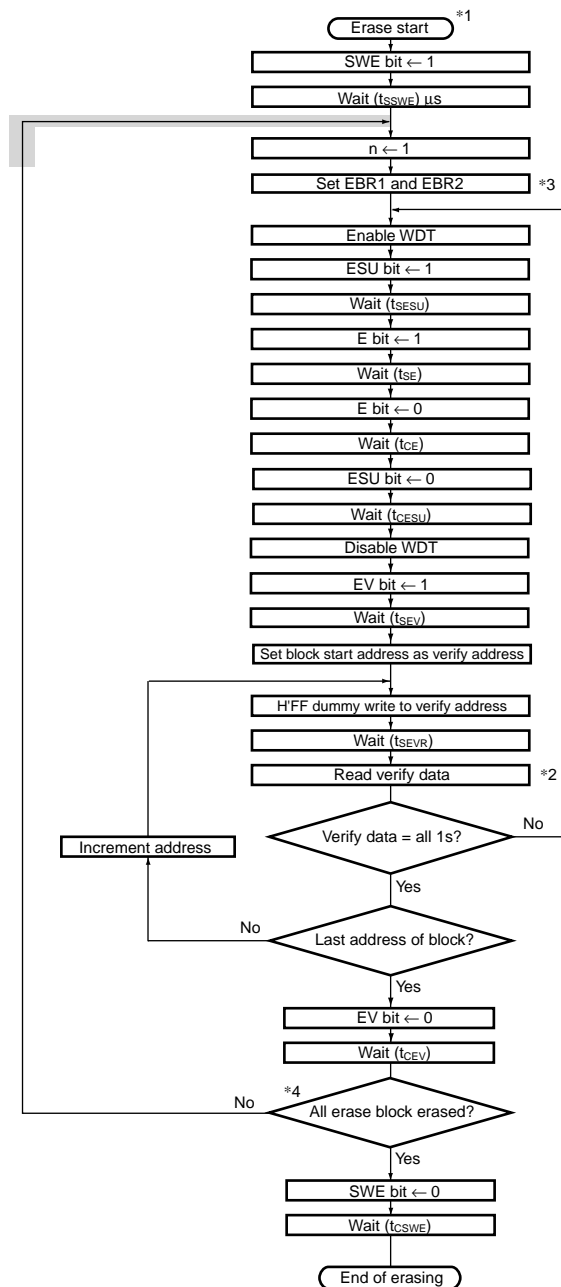 Erase start
*1
SWE bit ← 1
Wait (tSSWE) μs
n ← 1
Set EBR1 and EBR2
*3
Enable WDT
ESU bit ← 1
Wait (tSESU)
E bit ← 1
Wait (tSE)
E bit ← 0
Wait (tCE)
ESU bit ← 0
Wait (tCESU)
Disable WDT
EV bit ← 1
Wait (tSEV)
Set block start address as verify address
H'FF dummy write to verify address
Wait (tSEVR)
Read verify data
*2
Verify data = all 1s?
No
Increment address
Yes
No
Last address of block?
Yes
EV bit ← 0
Wait (tCEV)
*4
No
All erase block erased?
Yes
SWE bit ← 0
Wait (tCSWE)
End of erasing